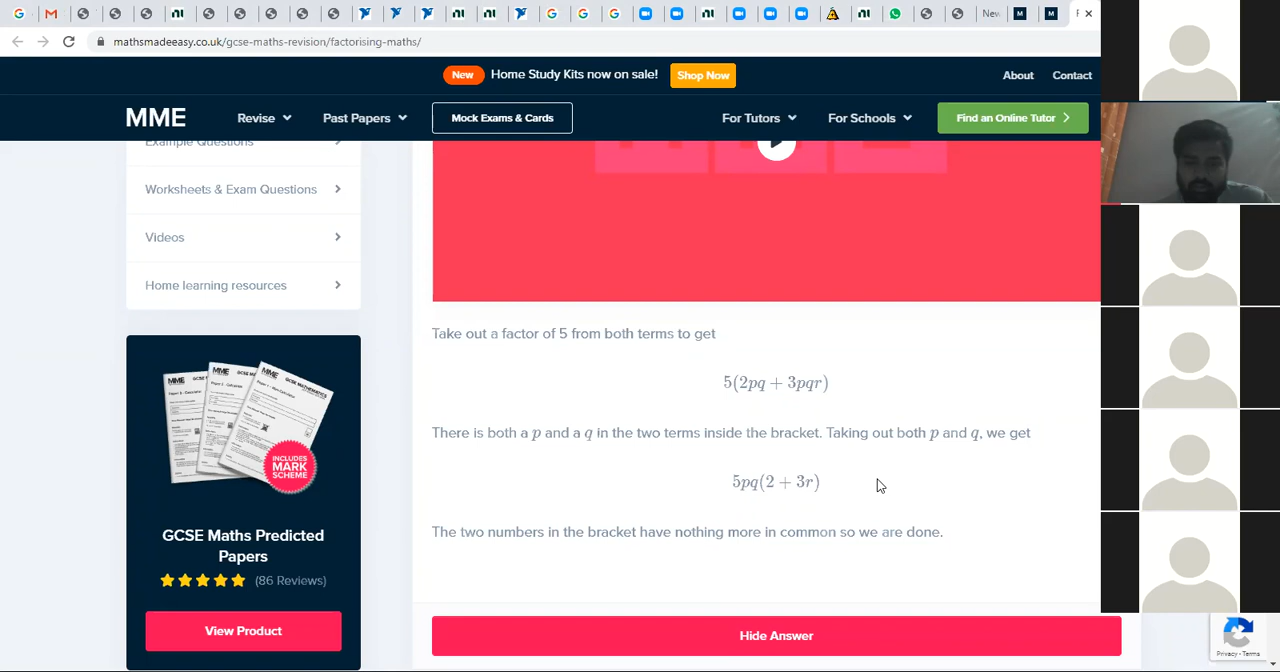 mathsmadeeasy.co.uk/gcse-maths-revision/factorising-maths/
New Home Study Kits now on sale! Shop Now About Contact
MME Revise Past Papers Mock Exams & Cards For Tutors For Schools Find an Online Tutor
Example Questions
Worksheets & Exam Questions
Videos
Home learning resources
Take out a factor of 5 from both terms to get
5(2pq + 3pqr)
There is both a p and a q in the two terms inside the bracket. Taking out both p and q, we get
5pq(2 + 3r)
The two numbers in the bracket have nothing more in common so we are done.
Hide Answer
MME
INCLUDES
MARK
SCHEME
GCSE Maths Predicted
Papers
(86 Reviews)
View Product
Privacy - Terms